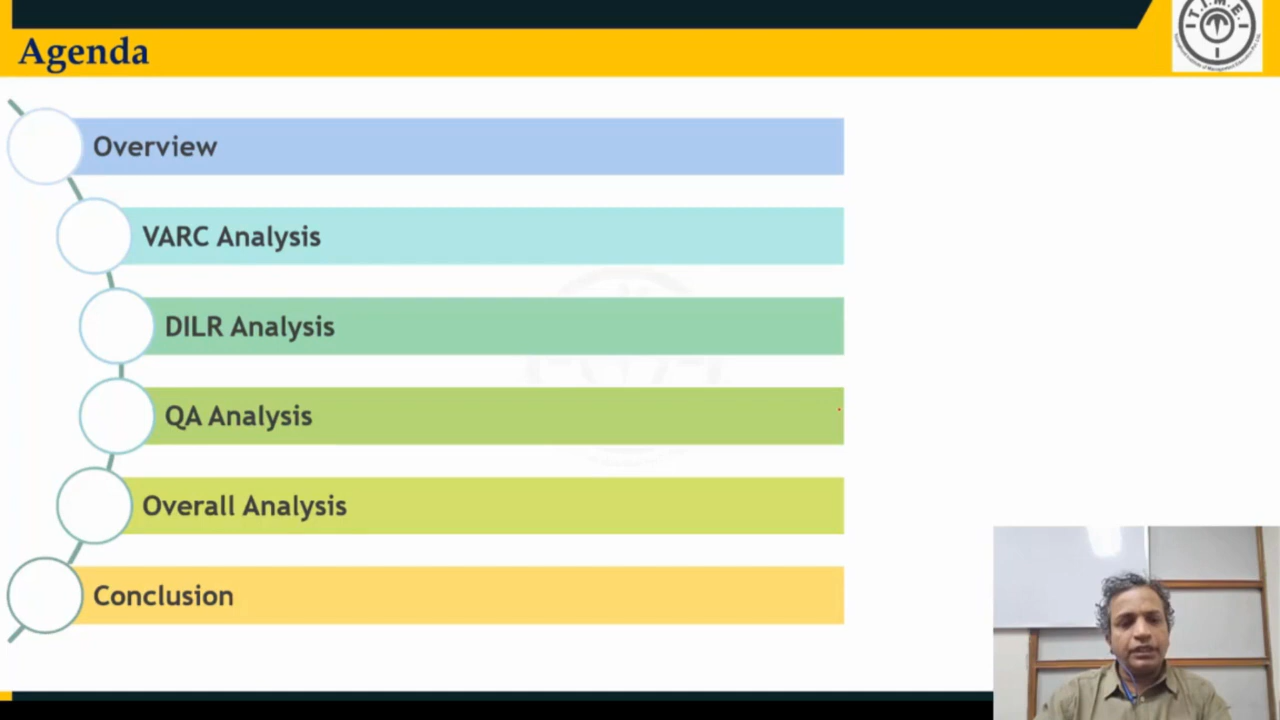 Agenda
T.I.M.E.
Overview
VARC Analysis
DILR Analysis
QA Analysis
Overall Analysis
Conclusion